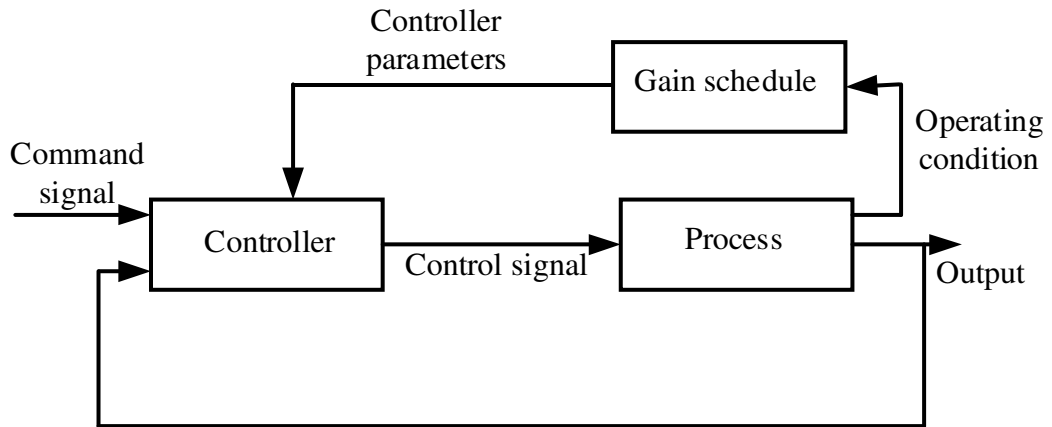 Controller
parameters
Gain schedule
Operating
condition
Command
signal
Controller
Control signal
Process
Output